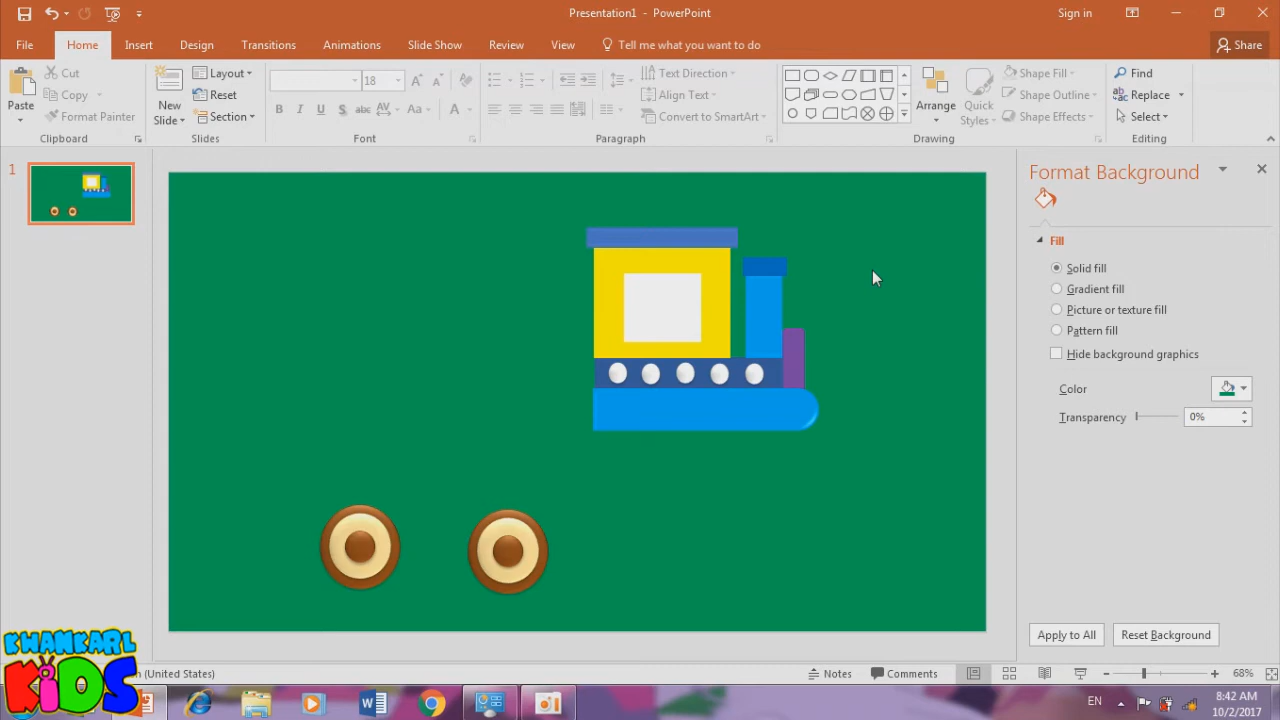 Presentation1 - PowerPoint
Sign in
File Home Insert Design Transitions Animations Slide Show Review View Tell me what you want to do Share
Paste
Cut
Copy
Format Painter
Clipboard
New Slide
Layout
Reset
Section
Slides
18
B I U S abc AV Aa A
Font
Text Direction
Align Text
Convert to SmartArt
Paragraph
Arrange
Quick Styles
Shape Fill
Shape Outline
Shape Effects
Drawing
Find
Replace
Select
Editing
1
Format Background
Fill
Solid fill
Gradient fill
Picture or texture fill
Pattern fill
Hide background graphics
Color
Transparency 0%
Apply to All Reset Background
KWANKARL
KiDS
(United States)
Notes Comments 68%
EN
8:42 AM
10/2/2017